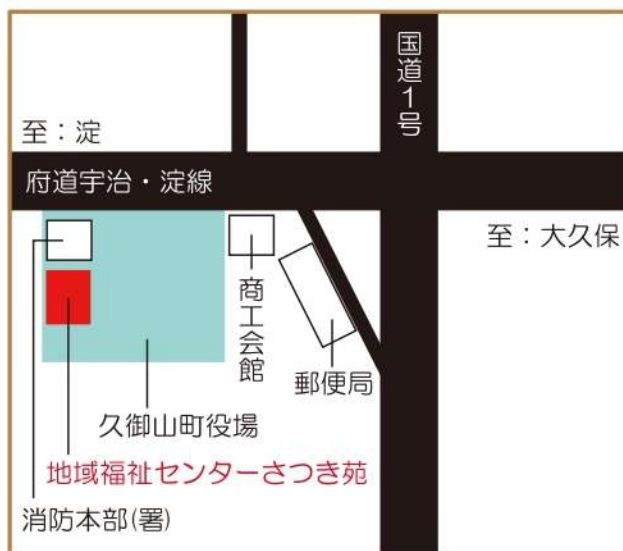 国道1号
至：淀
府道宇治・淀線
至：大久保
商工会館
郵便局
久御山町役場
地域福祉センターさつき苑
消防本部(署)